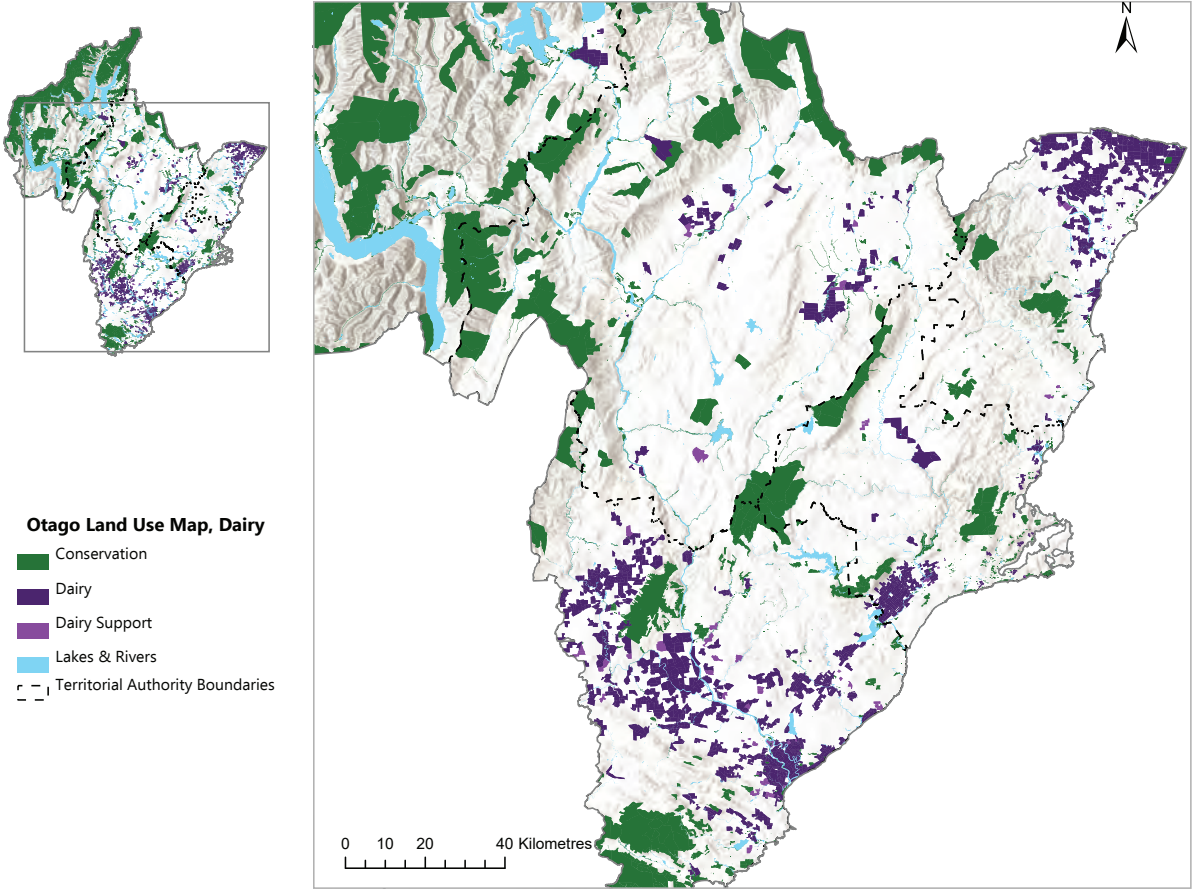 N
Otago Land Use Map, Dairy
Conservation
Dairy
Dairy Support
Lakes & Rivers
Territorial Authority Boundaries
0 10 20 40 Kilometres